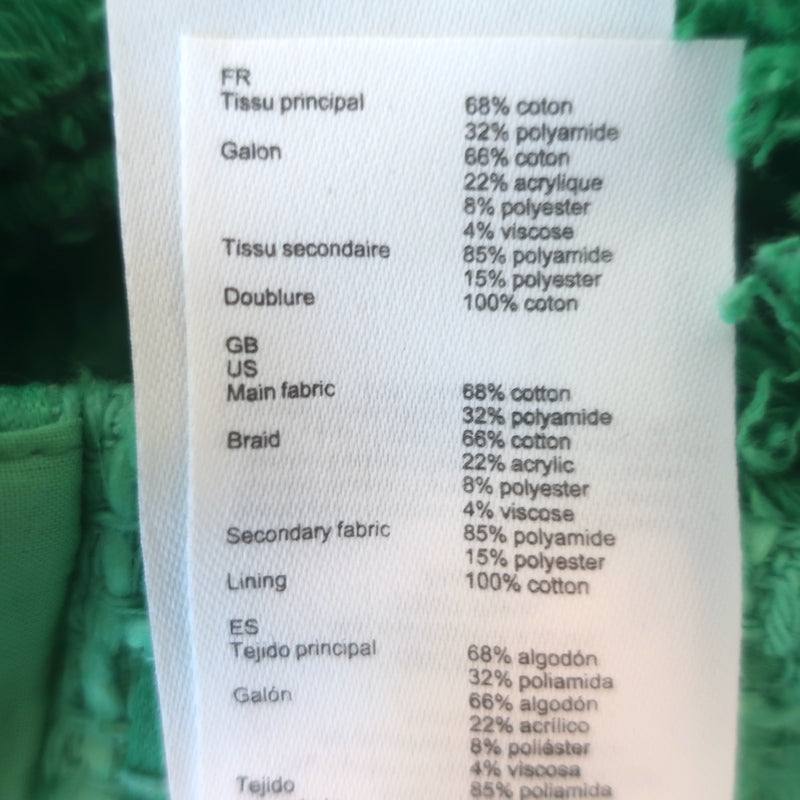 FR
Tissu principal 68% coton
32% polyamide
Galon 66% coton
22% acrylique
8% polyester
4% viscose
Tissu secondaire 85% polyamide
15% polyester
Doublure 100% coton
GB
US
Main fabric 68% cotton
32% polyamide
Braid 66% cotton
22% acrylic
8% polyester
4% viscose
Secondary fabric 85% polyamide
15% polyester
Lining 100% cotton
ES
Tejido principal 68% algodón
32% poliamida
Galón 66% algodón
22% acrílico
8% poliéster
4% viscosa
Tejido 85% poliamida